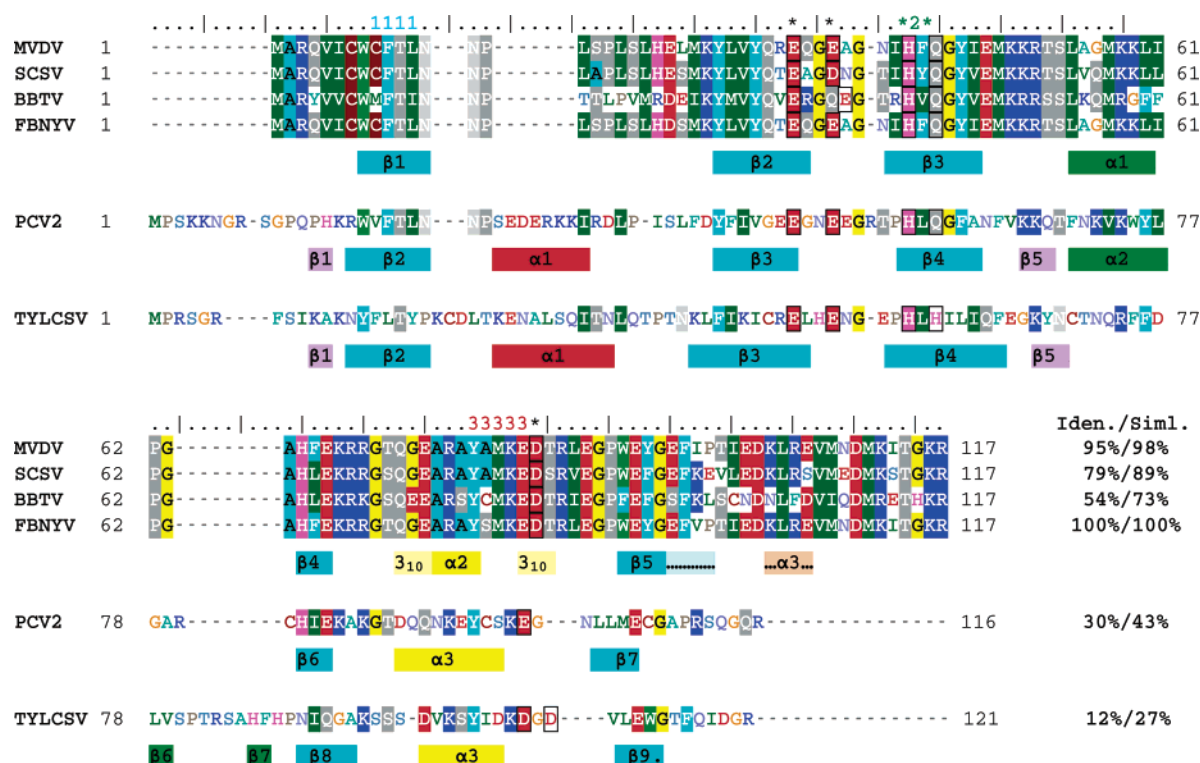 1111 * * *2*
..|....|....|....|....|....|....|....|....|....|....|....|....|....|....|....|....|
MVDV 1 ----------MARQVICWCFTLN---NP-------LSPLSLHELMKYLVYQREQGEAG-NIHFQGYIEMKKRTSLAGMKKLI 61
SCSV 1 ----------MARQVICWCFTLN---NP-------LAPLSLHESMKYLVYQTEAGDNG-TIHYQGYVEMKKRTSLVQMKKLL 61
BBTV 1 ----------MARYVVCWMFTIN---NP-------TTLPVMRDEIKYMVYQVERGQEG-TRHVQGYVEMKRRSSLKQMRGFF 61
FBNYV 1 ----------MARQVICWCFTLN---NP-------LSPLSLHDSMKYLVYQTEQGEAG-NIHFQGYIEMKKRTSLAGMKKLI 61
β1 β2 β3 α1
PCV2 1 MPSKKNGR-SGPQPHKRWVFTLN---NPSEDERKKIRDLP-ISLFDYFIVGEEGNEEGRTPHLQGFANFVKKQTFNKVKWYL 77
β1 β2 α1 β3 β4 β5 α2
TYLCSV 1 MPRSGR----FSIKAKNYFLTYPKCDLTKENALSQITNLQTPTNKLFIKICRELHENG-EPHLHILIQFEGKYNCTNQRFFD 77
β1 β2 α1 β3 β4 β5
33333*
..|....|....|....|....|....|....|....|....|....|....|....|....| Iden./Siml.
MVDV 62 PG---------AHFEKRRGTQGEARAYAMKEDTRLEGPWEYGEFIPTIEDKLREVMNDMKITGKR 117 95%/98%
SCSV 62 PG---------AHLEKRKGSQGEARAYAMKEDSRVEGPWEYGEFKEVLEDKLRSVMEDMKSTGKR 117 79%/89%
BBTV 62 PG---------AHLEKRKGSQEEARSYCMKEDTRIEGPFEFGSFKLSCNDNLFDVIQDMRETHKR 117 54%/73%
FBNYV 62 PG---------AHFEKRRGTQGEARAYSMKEDTRLEGPWEYGEFVPTIEDKLREVMNDMKITGKR 117 100%/100%
β4 3₁₀ α2 3₁₀ β5 ............ ...α3...
PCV2 78 GAR--------CHIEKAKGTDQQNKEYCSKEG---NLLMECGAPRSQGQR--------------- 116 30%/43%
β6 α3 β7
TYLCSV 78 LVSPTRSAHFHPNIQGAKSSS-DVKSYIDKDGD----VLEWGTFQIDGR---------------- 121 12%/27%
β6 β7 β8 α3 β9.